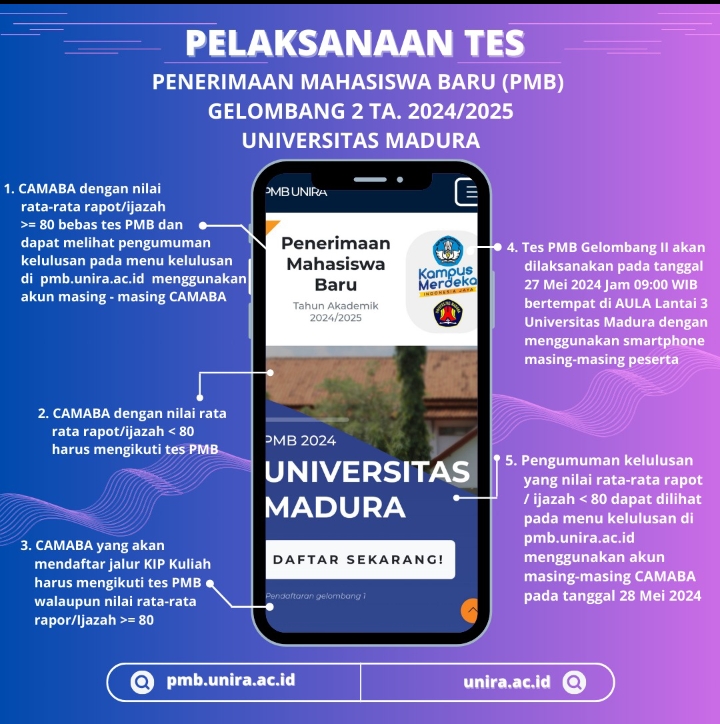 PELAKSANAAN TES
PENERIMAAN MAHASISWA BARU (PMB)
GELOMBANG 2 TA. 2024/2025
UNIVERSITAS MADURA
1. CAMABA dengan nilai
rata-rata rapot/ijazah
>= 80 bebas tes PMB dan
dapat melihat pengumuman
kelulusan pada menu kelulusan
di pmb.unira.ac.id menggunakan
akun masing - masing CAMABA
2. CAMABA dengan nilai rata
rata rapot/ijazah < 80
harus mengikuti tes PMB
3. CAMABA yang akan
mendaftar jalur KIP Kuliah
harus mengikuti tes PMB
walaupun nilai rata-rata
rapor/Ijazah >= 80
PMB UNIRA
Penerimaan
Mahasiswa
Baru
Tahun Akademik
2024/2025
Kampus
Merdeka
INDONESIA JAYA
PMB 2024
UNIVERSITAS
MADURA
DAFTAR SEKARANG!
Pendaftaran gelombang 1
4. Tes PMB Gelombang II akan
dilaksanakan pada tanggal
27 Mei 2024 Jam 09:00 WIB
bertempat di AULA Lantai 3
Universitas Madura dengan
menggunakan smartphone
masing-masing peserta
5. Pengumuman kelulusan
yang nilai rata-rata rapot
/ ijazah < 80 dapat dilihat
pada menu kelulusan di
pmb.unira.ac.id
menggunakan akun
masing-masing CAMABA
pada tanggal 28 Mei 2024
pmb.unira.ac.id
unira.ac.id